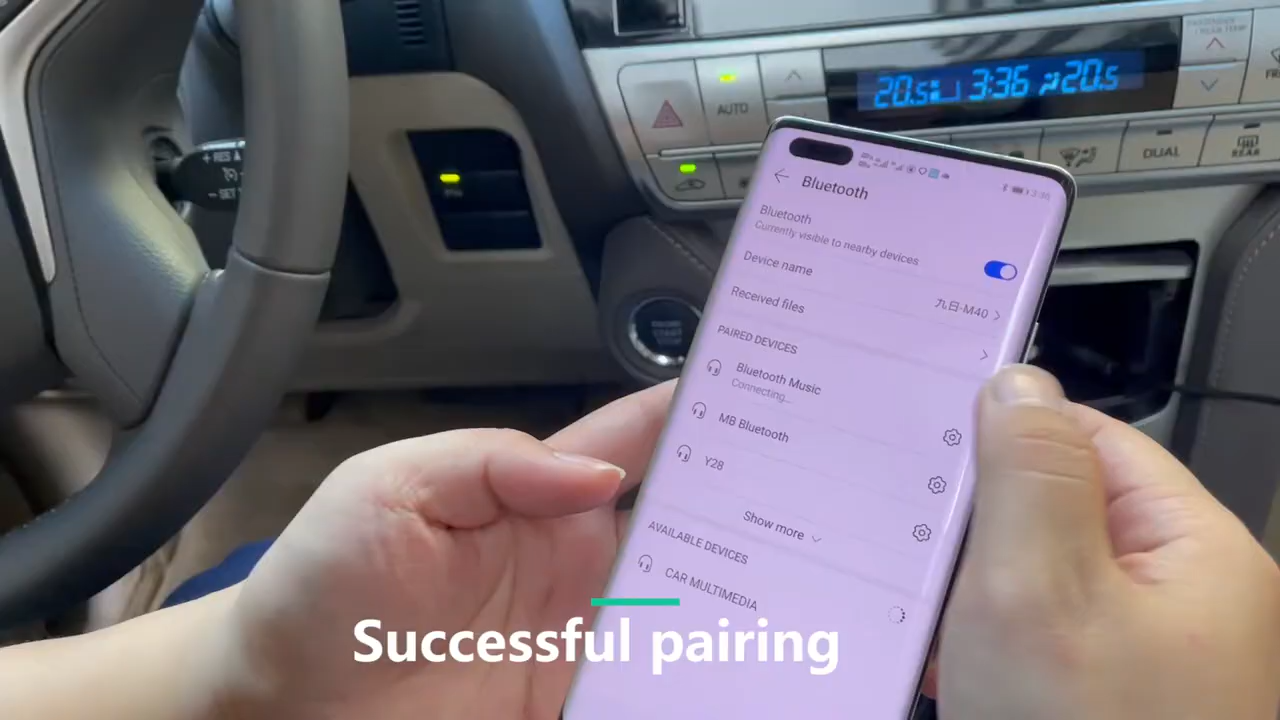 + RES
- SET
AUTO
20.5 3:36 20.5
DUAL
REAR
Bluetooth
Bluetooth
Currently visible to nearby devices
Device name
九日-M40
Received files
PAIRED DEVICES
Bluetooth Music
Connecting...
MB Bluetooth
Y28
Show more
AVAILABLE DEVICES
CAR MULTIMEDIA
Successful pairing